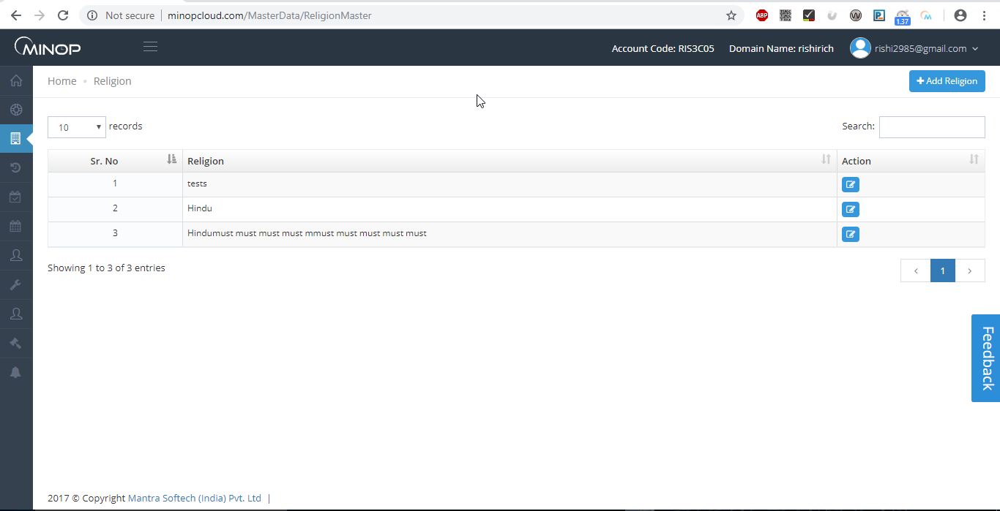 Not secure | minopcloud.com/MasterData/ReligionMaster
ABP
1.37
MINOP
Account Code: RIS3C05 Domain Name: rishirich rishi2985@gmail.com
Home Religion
+ Add Religion
10 records
Search:
Sr. No Religion Action
1 tests
2 Hindu
3 Hindumust must must must mmust must must must must
Showing 1 to 3 of 3 entries
< 1 >
Feedback
2017 © Copyright Mantra Softech (India) Pvt. Ltd |